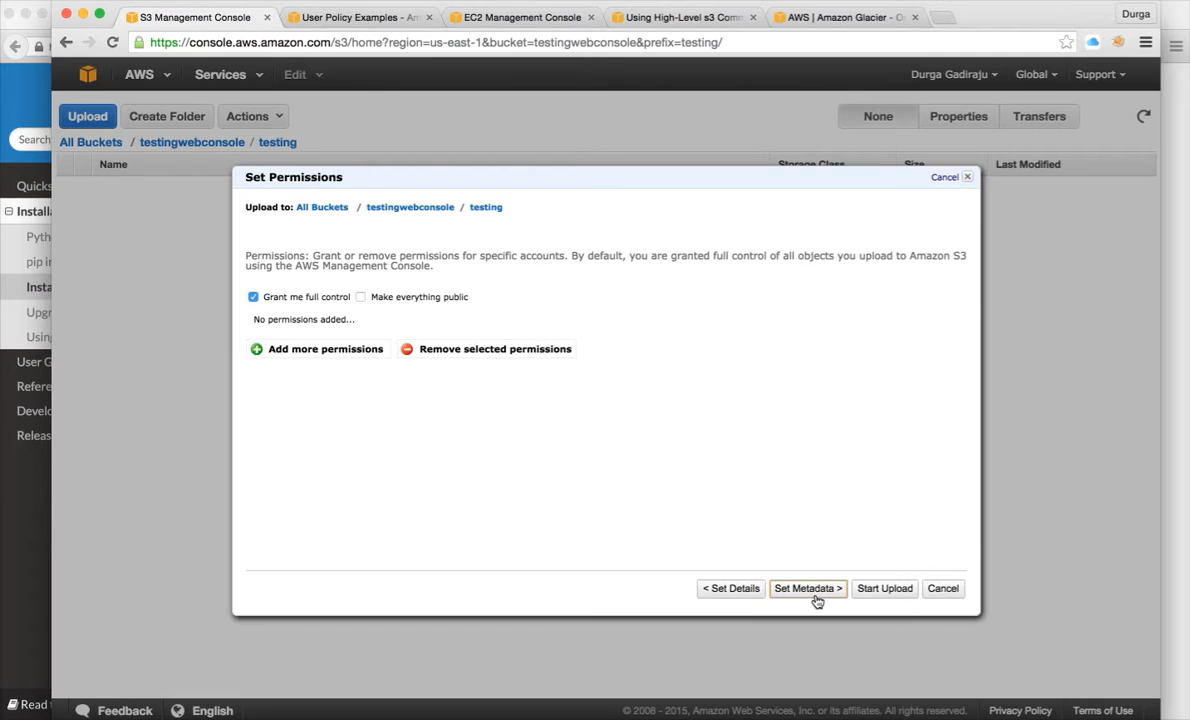 S3 Management Console
User Policy Examples - Am
EC2 Management Console
Using High-Level s3 Comm
AWS | Amazon Glacier - O
Durga
https://console.aws.amazon.com/s3/home?region=us-east-1&bucket=testingwebconsole&prefix=testing/
AWS Services Edit Durga Gadiraju Global Support
Upload Create Folder Actions None Properties Transfers
All Buckets / testingwebconsole / testing
Name Storage Class Size Last Modified
Set Permissions Cancel
Upload to: All Buckets / testingwebconsole / testing
Permissions: Grant or remove permissions for specific accounts. By default, you are granted full control of all objects you upload to Amazon S3
using the AWS Management Console.
Grant me full control Make everything public
No permissions added...
Add more permissions Remove selected permissions
< Set Details Set Metadata > Start Upload Cancel
Search
Quicks
Installa
Pyth
pip in
Insta
Upgr
Using
User G
Refere
Develo
Releas
Read
Feedback English © 2008 - 2015, Amazon Web Services, Inc. or its affiliates. All rights reserved. Privacy Policy Terms of Use